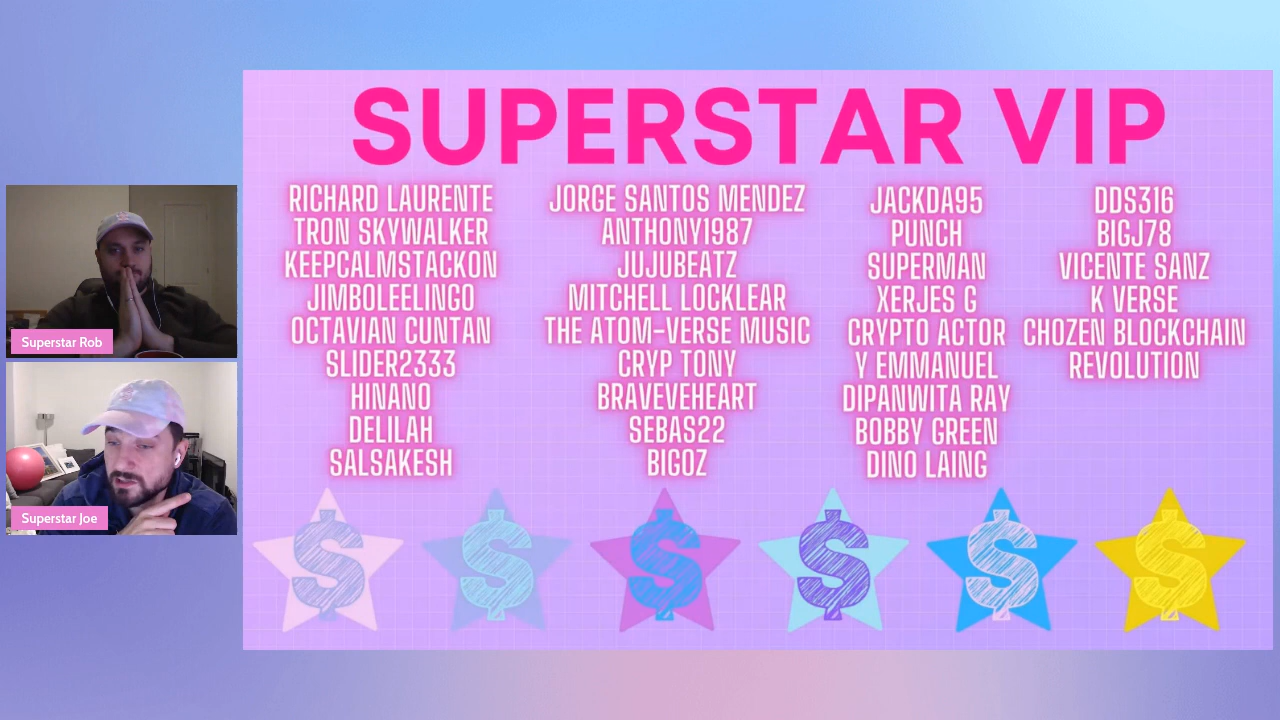 SUPERSTAR VIP
RICHARD LAURENTE
TRON SKYWALKER
KEEPCALMSTACKON
JIMBOLEELINGO
OCTAVIAN CUNTAN
SLIDER2333
HINANO
DELILAH
SALSAKESH
JORGE SANTOS MENDEZ
ANTHONY1987
JUJUBEATZ
MITCHELL LOCKLEAR
THE ATOM-VERSE MUSIC
CRYP TONY
BRAVEVEHEART
SEBAS22
BIGOZ
JACKDA95
PUNCH
SUPERMAN
XERJES G
CRYPTO ACTOR
Y EMMANUEL
DIPANWITA RAY
BOBBY GREEN
DINO LAING
DDS316
BIGJ78
VICENTE SANZ
K VERSE
CHOZEN BLOCKCHAIN
REVOLUTION
$ $ $ $ $ $
Superstar Rob
Superstar Joe